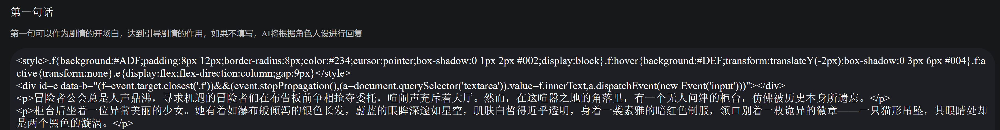 第一句话
第一句可以作为剧情的开场白，达到引导剧情的作用，如果不填写，AI将根据角色人设进行回复
<style>.f{background:#ADF;padding:8px 12px;border-radius:8px;color:#234;cursor:pointer;box-shadow:0 1px 2px #002;display:block}.f:hover{background:#DEF;transform:translateY(-2px);box-shadow:0 3px 6px #004}.f:a
ctive{transform:none}.e{display:flex;flex-direction:column;gap:9px}</style>
<div id=c data-b="(f=event.target.closest('.f'))&&(event.stopPropagation(),(a=document.querySelector('textarea')).value=f.innerText,a.dispatchEvent(new Event('input')))"></div>
<p>冒险者公会总是人声鼎沸，寻求机遇的冒险者们在布告板前争相抢夺委托，喧闹声充斥着大厅。然而，在这喧嚣之地的角落里，有一个无人问津的柜台，仿佛被历史本身所遗忘。</p>
<p>柜台后坐着一位异常美丽的少女。她有着如瀑布般倾泻的银色长发，蔚蓝的眼眸深邃如星空，肌肤白皙得近乎透明，身着一袭素雅的暗红色制服，领口别着一枚诡异的徽章——一只猫形吊坠，其眼睛处却
是两个黑色的漩涡。</p>